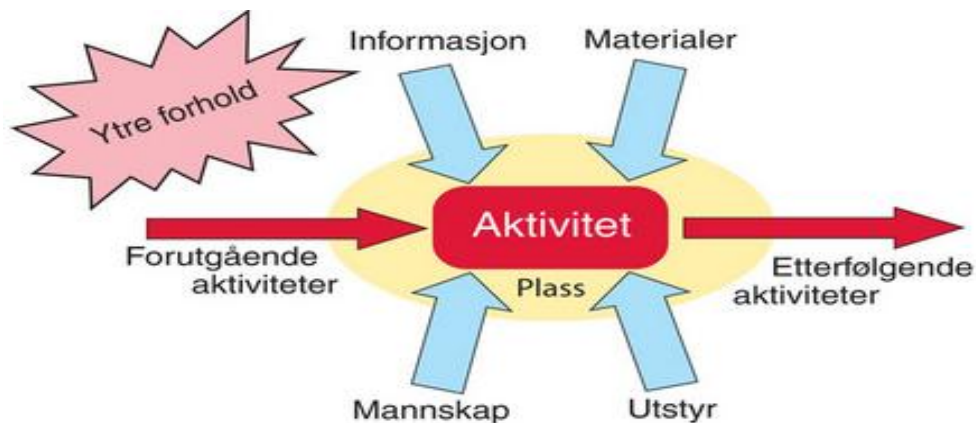 Informasjon
Materialer
Ytre forhold
Aktivitet
Forutgående
aktiviteter
Plass
Etterfølgende
aktiviteter
Mannskap
Utstyr